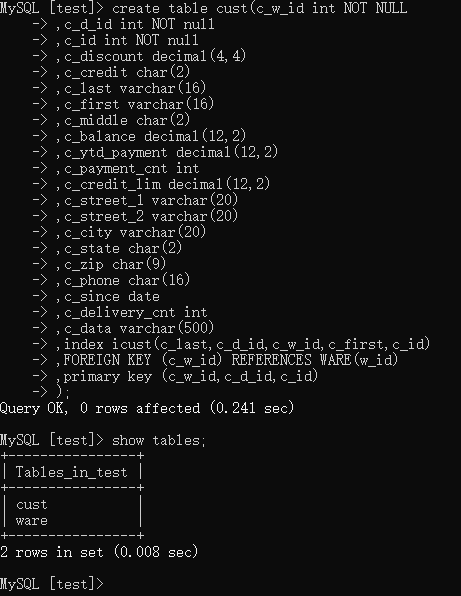 MySQL [test]> create table cust(c_w_id int NOT NULL
    -> ,c_d_id int NOT null
    -> ,c_id int NOT null
    -> ,c_discount decimal(4,4)
    -> ,c_credit char(2)
    -> ,c_last varchar(16)
    -> ,c_first varchar(16)
    -> ,c_middle char(2)
    -> ,c_balance decimal(12,2)
    -> ,c_ytd_payment decimal(12,2)
    -> ,c_payment_cnt int
    -> ,c_credit_lim decimal(12,2)
    -> ,c_street_1 varchar(20)
    -> ,c_street_2 varchar(20)
    -> ,c_city varchar(20)
    -> ,c_state char(2)
    -> ,c_zip char(9)
    -> ,c_phone char(16)
    -> ,c_since date
    -> ,c_delivery_cnt int
    -> ,c_data varchar(500)
    -> ,index icust(c_last,c_d_id,c_w_id,c_first,c_id)
    -> ,FOREIGN KEY (c_w_id) REFERENCES WARE(w_id)
    -> ,primary key (c_w_id,c_d_id,c_id)
    -> );
Query OK, 0 rows affected (0.241 sec)

MySQL [test]> show tables;
+----------------+
| Tables_in_test |
+----------------+
| cust           |
| ware           |
+----------------+
2 rows in set (0.008 sec)

MySQL [test]>